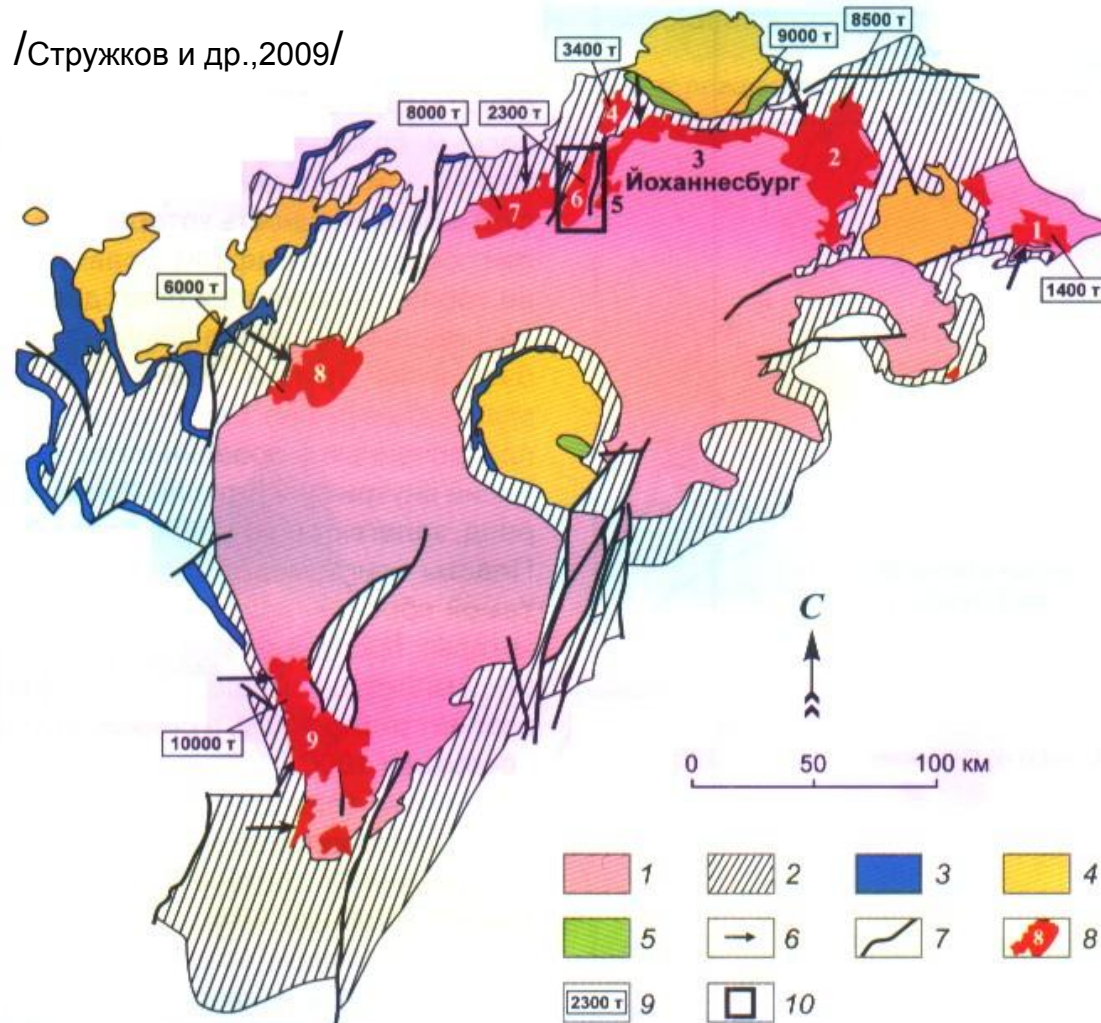 /Стружков и др.,2009/
8500 т
9000 т
3400 т
8000 т
2300 т
4
2
3
Йоханнесбург
6
5
7
1
1400 т
6000 т
8
С
10000 т
9
0 50 100 км
1 2 3 4
5 6 7 8 8
2300 т 9 10